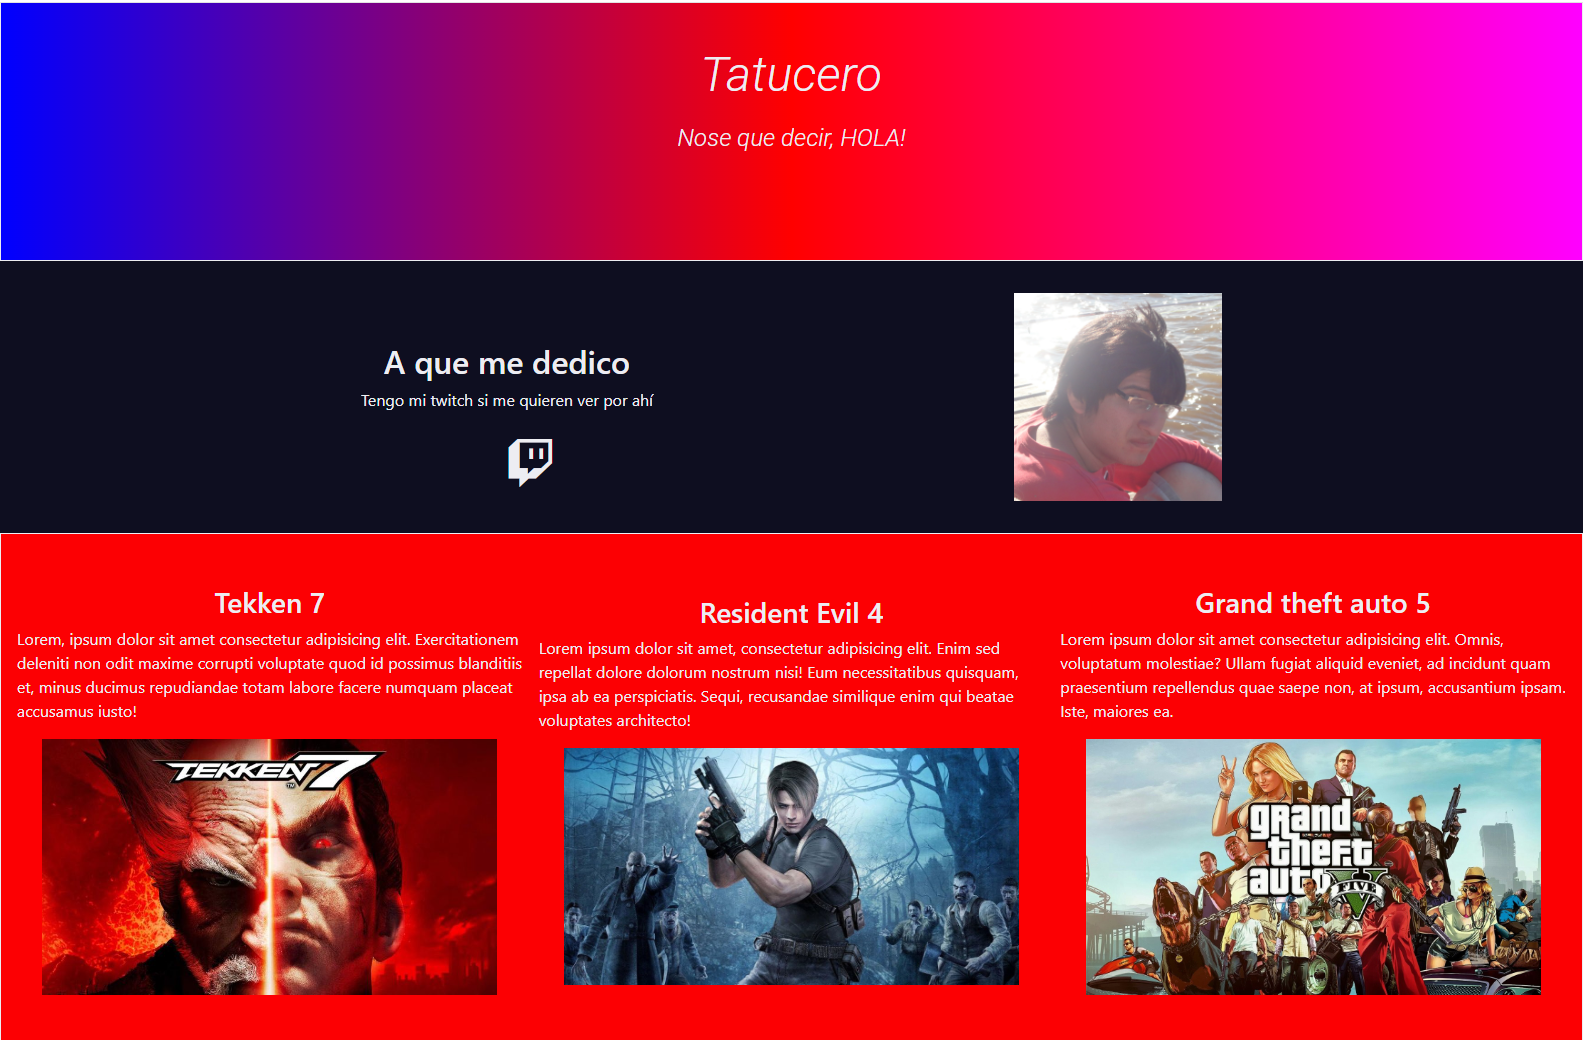 Tatucero
Nose que decir, HOLA!
A que me dedico
Tengo mi twitch si me quieren ver por ahí
Tekken 7
Lorem, ipsum dolor sit amet consectetur adipisicing elit. Exercitationem
deleniti non odit maxime corrupti voluptate quod id possimus blanditiis
et, minus ducimus repudiandae totam labore facere numquam placeat
accusamus iusto!
TEKKEN 7
TM
Resident Evil 4
Lorem ipsum dolor sit amet, consectetur adipisicing elit. Enim sed
repellat dolore dolorum nostrum nisi! Eum necessitatibus quisquam,
ipsa ab ea perspiciatis. Sequi, recusandae similique enim qui beatae
voluptates architecto!
Grand theft auto 5
Lorem ipsum dolor sit amet consectetur adipisicing elit. Omnis,
voluptatum molestiae? Ullam fugiat aliquid eveniet, ad incidunt quam
praesentium repellendus quae saepe non, at ipsum, accusantium ipsam.
Iste, maiores ea.
grand
theft
auto V
FIVE